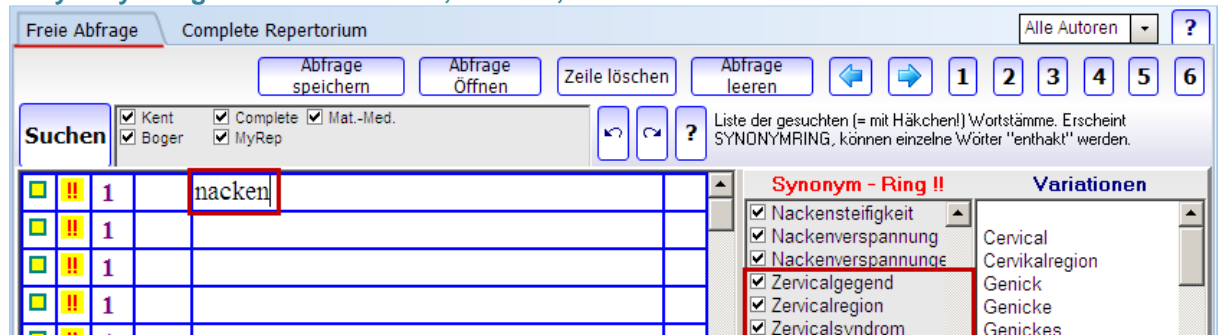 Freie Abfrage Complete Repertorium Alle Autoren ?
Abfrage speichern Abfrage Öffnen Zeile löschen Abfrage leeren 1 2 3 4 5 6
Suchen Kent Complete Mat.-Med. ?
Boger MyRep
Liste der gesuchten (= mit Häkchen!) Wortstämme. Erscheint
SYNONYMRING, können einzelne Wörter "enthakt" werden.
!! 1 nacken
!! 1
!! 1
!! 1
!!
Synonym - Ring !!
Nackensteifigkeit
Nackenverspannung
Nackenverspannunge
Zervicalgegend
Zervicalregion
Zervicalsyndrom
Variationen
Cervical
Cervikalregion
Genick
Genicke
Genickes